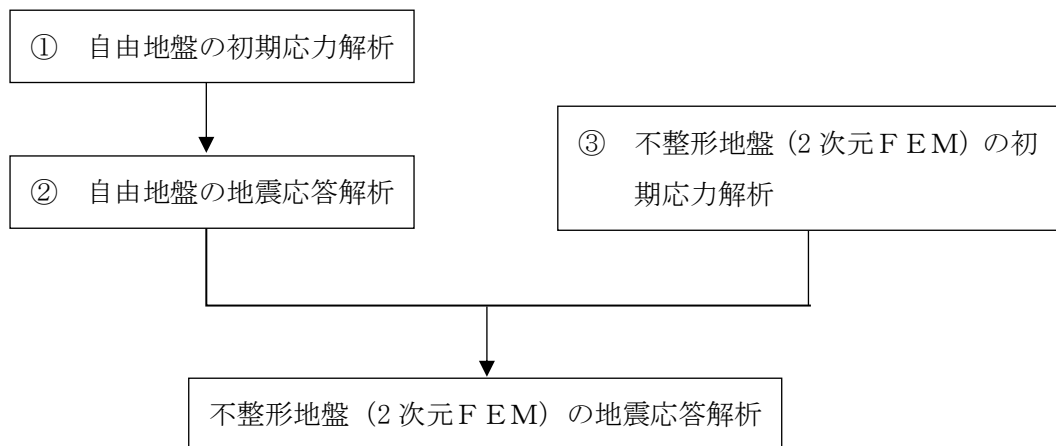 ① 自由地盤の初期応力解析
② 自由地盤の地震応答解析
③ 不整形地盤（2 次元ＦＥＭ）の初
期応力解析
不整形地盤（2 次元ＦＥＭ）の地震応答解析